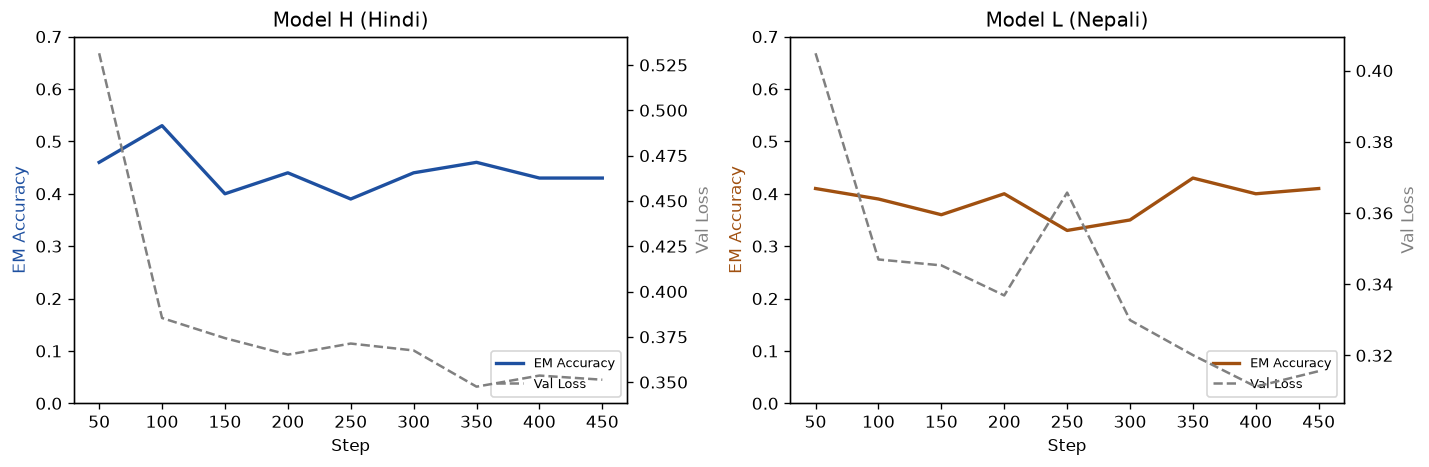 Model H (Hindi)
EM Accuracy
0.7
0.6
0.5
0.4
0.3
0.2
0.1
0.0
50 100 150 200 250 300 350 400 450
Step
0.525
0.500
0.475
0.450
0.425
0.400
0.375
0.350
Val Loss
EM Accuracy
Val Loss
Model L (Nepali)
EM Accuracy
0.7
0.6
0.5
0.4
0.3
0.2
0.1
0.0
50 100 150 200 250 300 350 400 450
Step
0.40
0.38
0.36
0.34
0.32
Val Loss
EM Accuracy
Val Loss